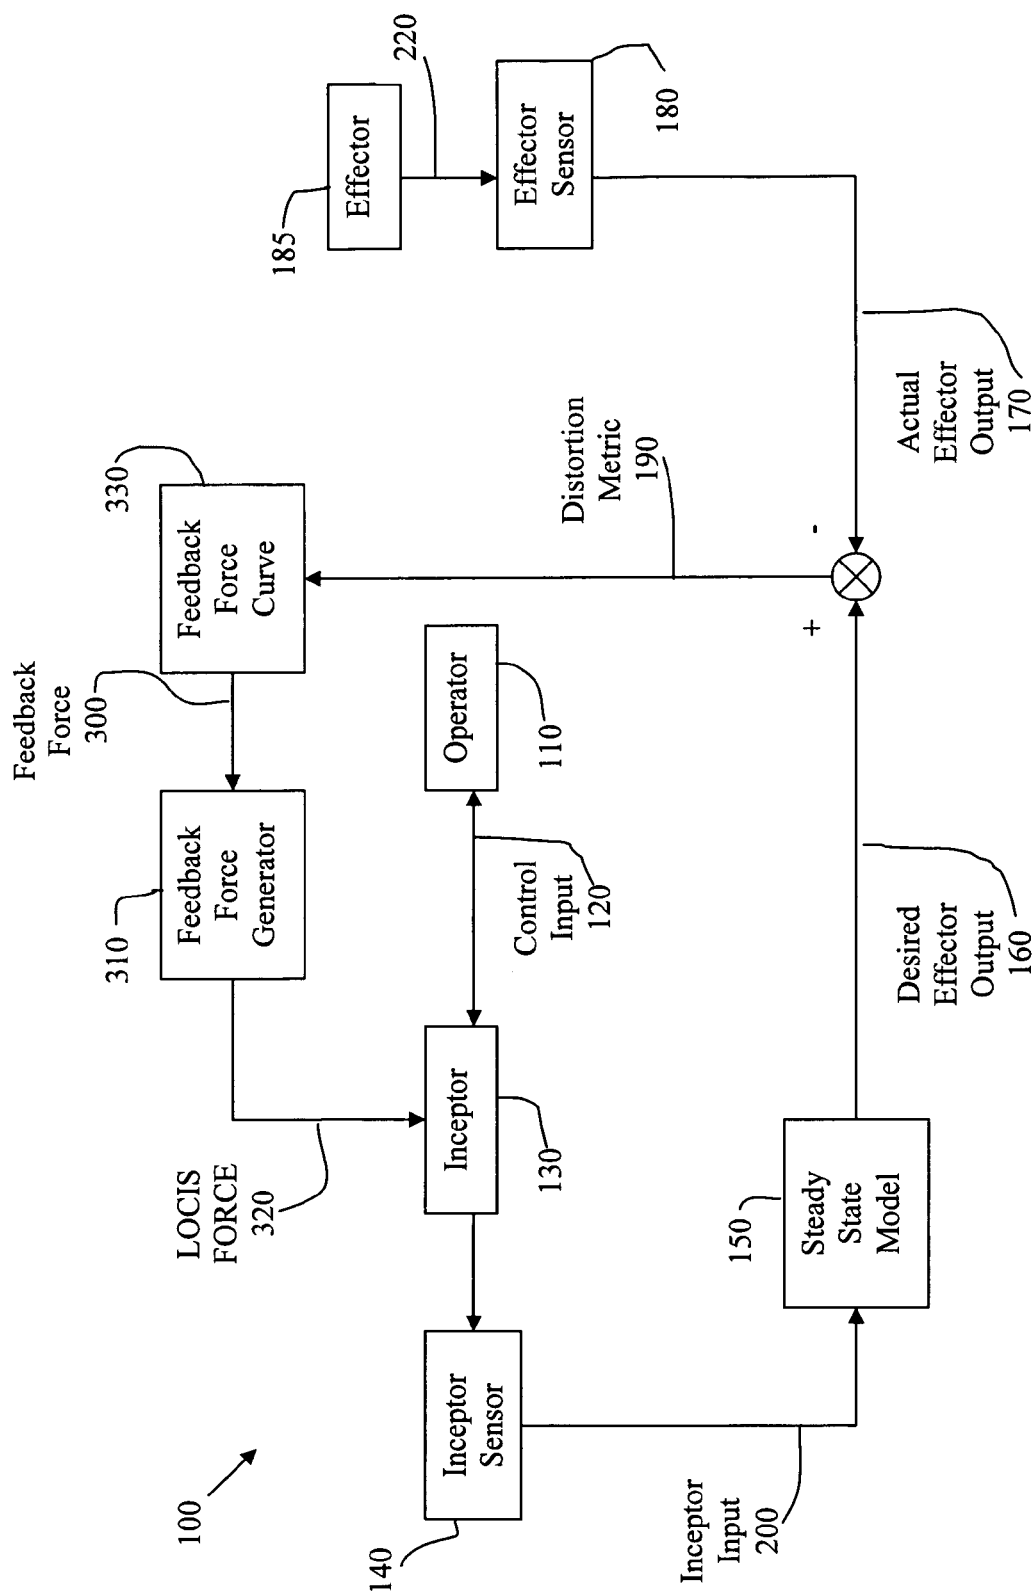 100
Feedback
Force
300
310
Feedback
Force
Generator
Feedback
Force
Curve
330
LOCIS
FORCE
320
140
Inceptor
Sensor
Inceptor
130
Control
Input
120
Operator
110
185
Effector
220
Effector
Sensor
180
Distortion
Metric
190
Inceptor
Input
200
150
Steady
State
Model
+
-
Desired
Effector
Output
160
Actual
Effector
Output
170